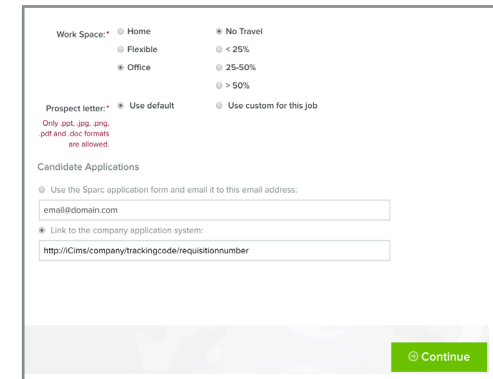 Work Space:* Home No Travel
Flexible < 25%
Office 25-50%
> 50%
Prospect letter:* Use default Use custom for this job
Only .ppt, .jpg, .png,
.pdf and .doc formats
are allowed.
Candidate Applications
Use the Sparc application form and email it to this email address:
email@domain.com
Link to the company application system:
http://iCims/company/trackingcode/requisitionnumber
Continue